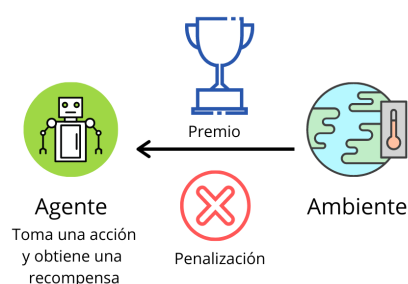 Premio
Agente
Toma una acción
y obtiene una
recompensa
Penalización
Ambiente